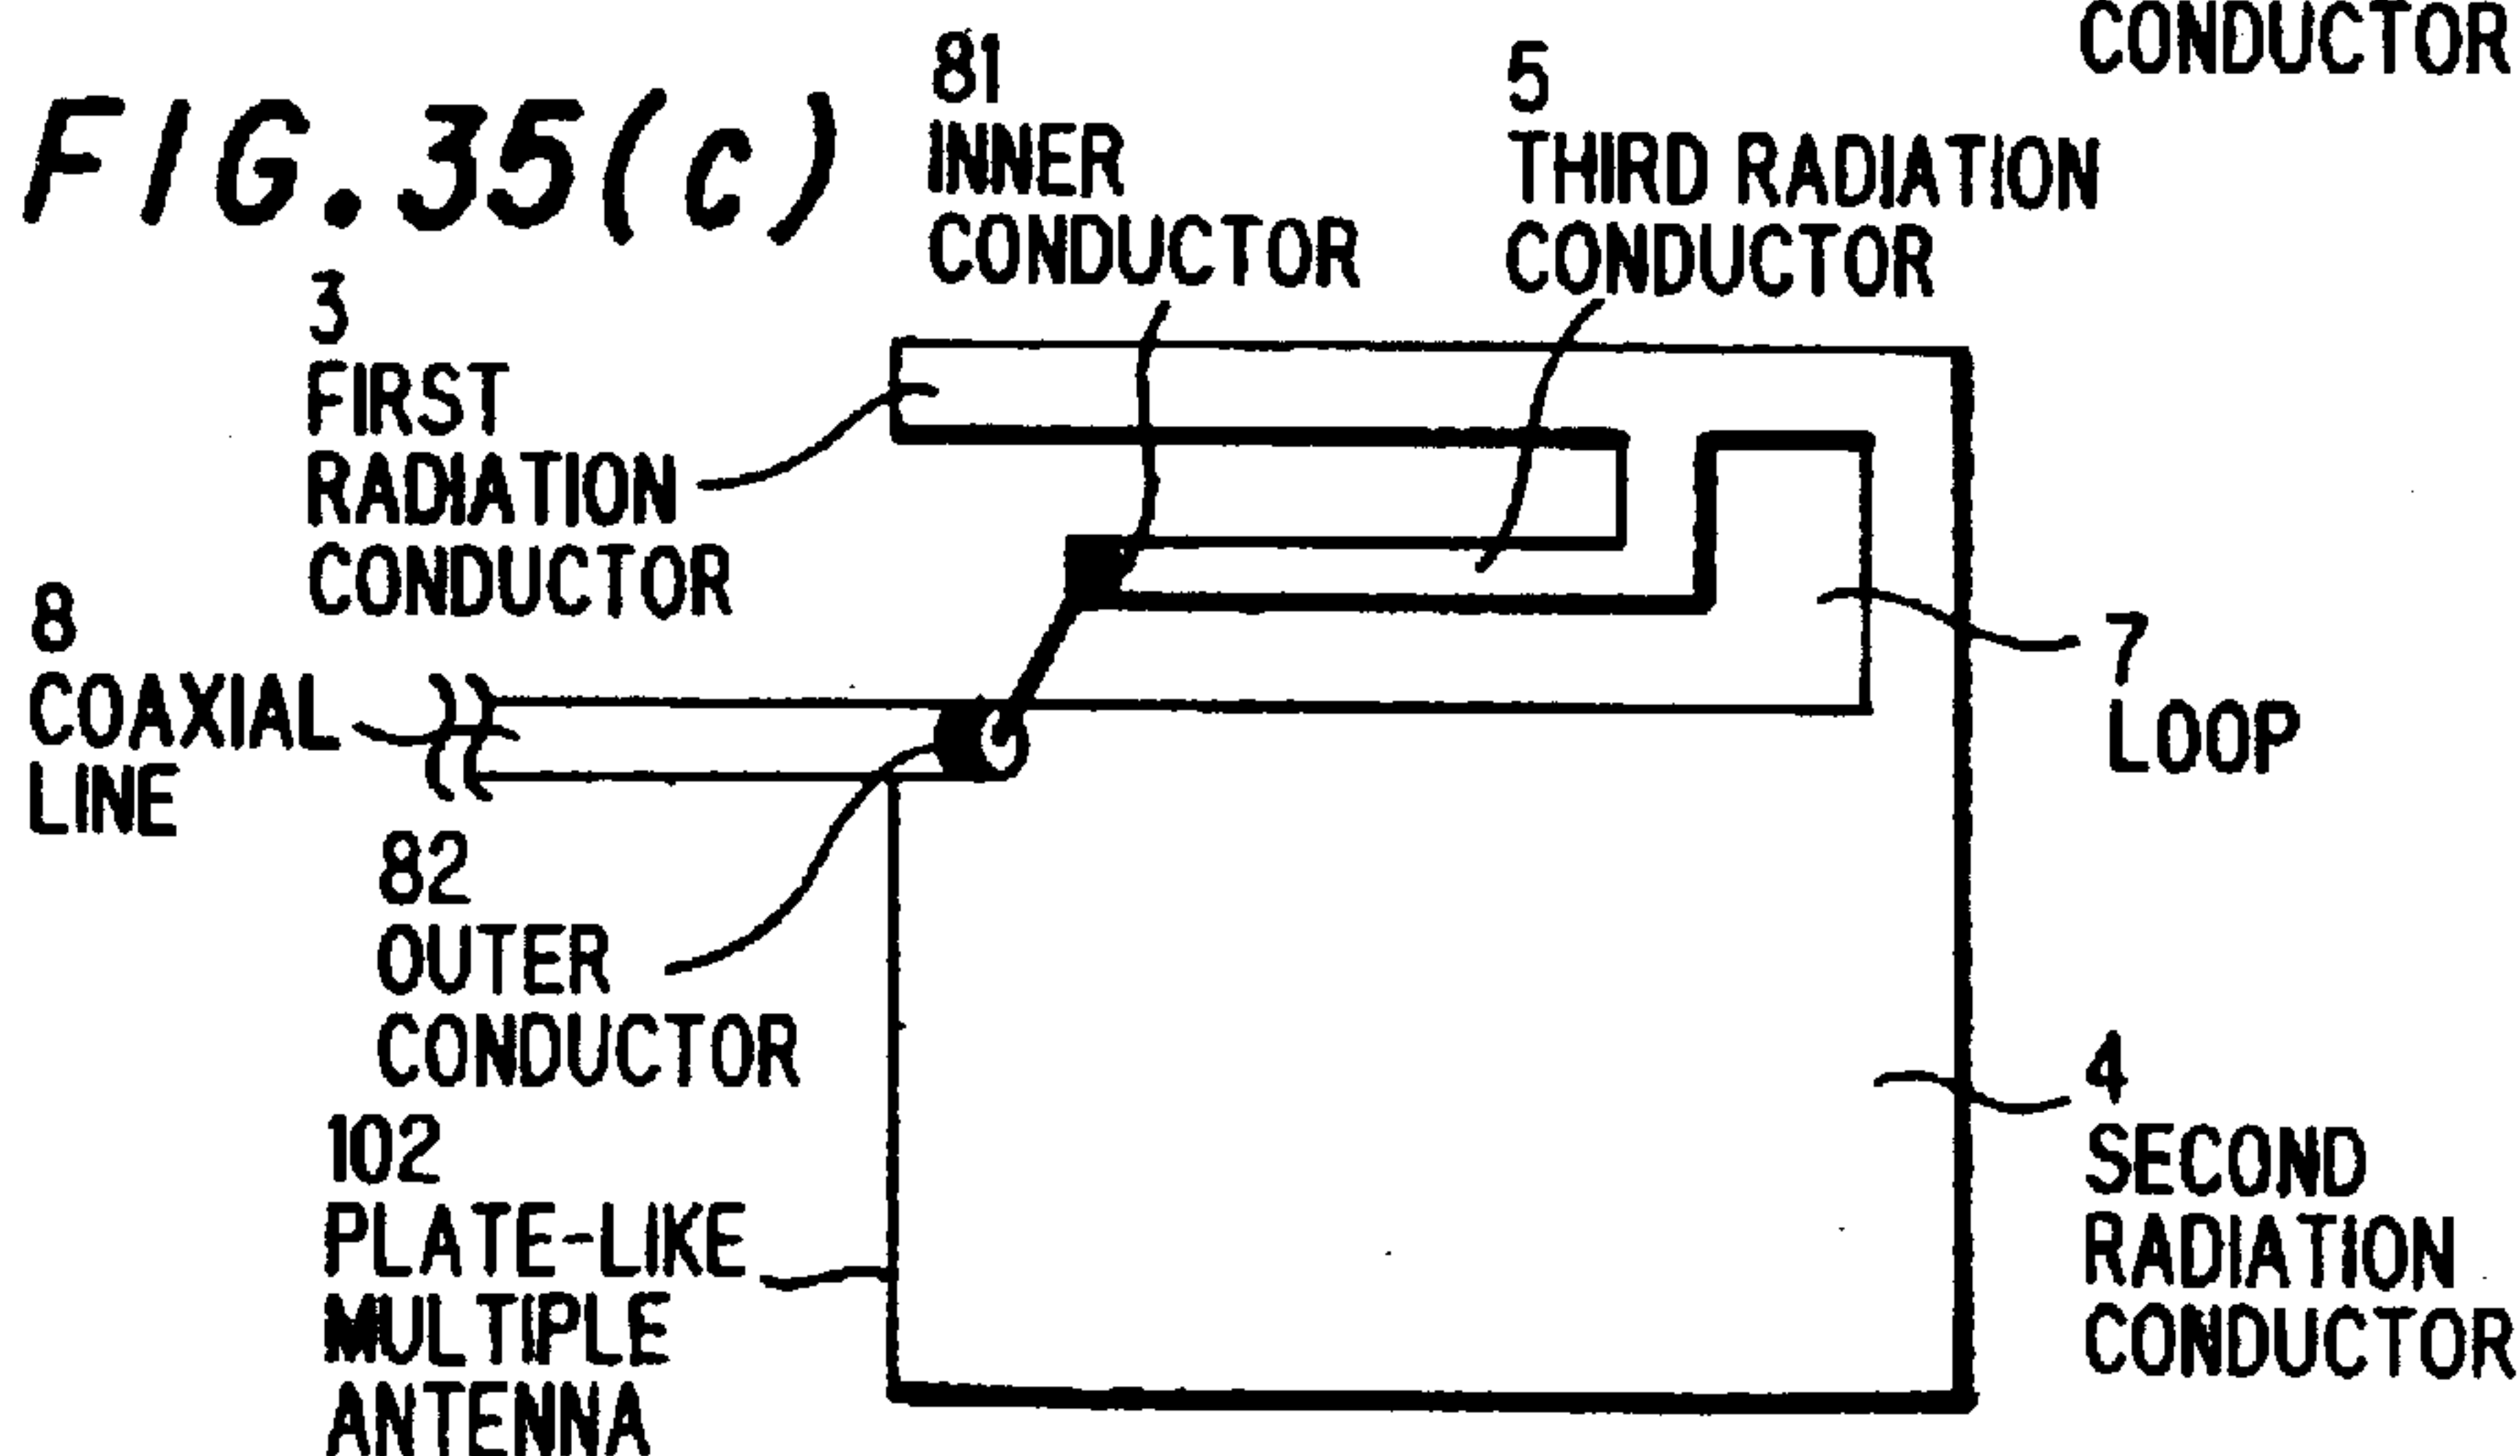 CONDUCTOR
FIG.35(c)
81
INNER
CONDUCTOR
5
THIRD RADIATION
CONDUCTOR
3
FIRST
RADIATION
CONDUCTOR
8
COAXIAL
LINE
7
LOOP
82
OUTER
CONDUCTOR
102
PLATE-LIKE
MULTIPLE
ANTENNA
4
SECOND
RADIATION
CONDUCTOR